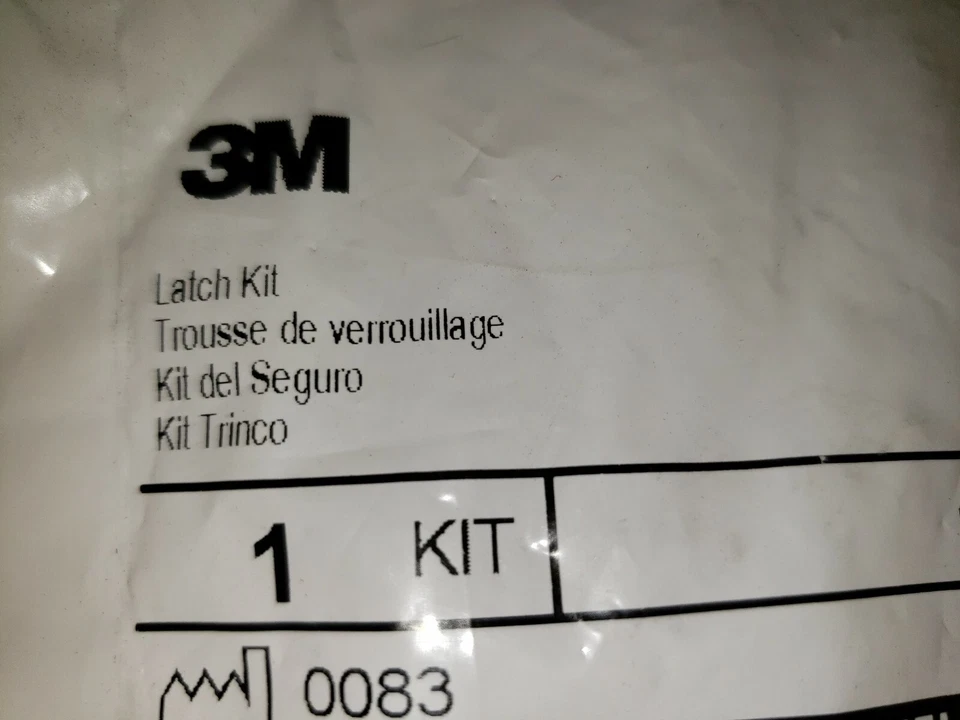 3M
Latch Kit
Trousse de verrouillage
Kit del Seguro
Kit Trinco
1 KIT
0083